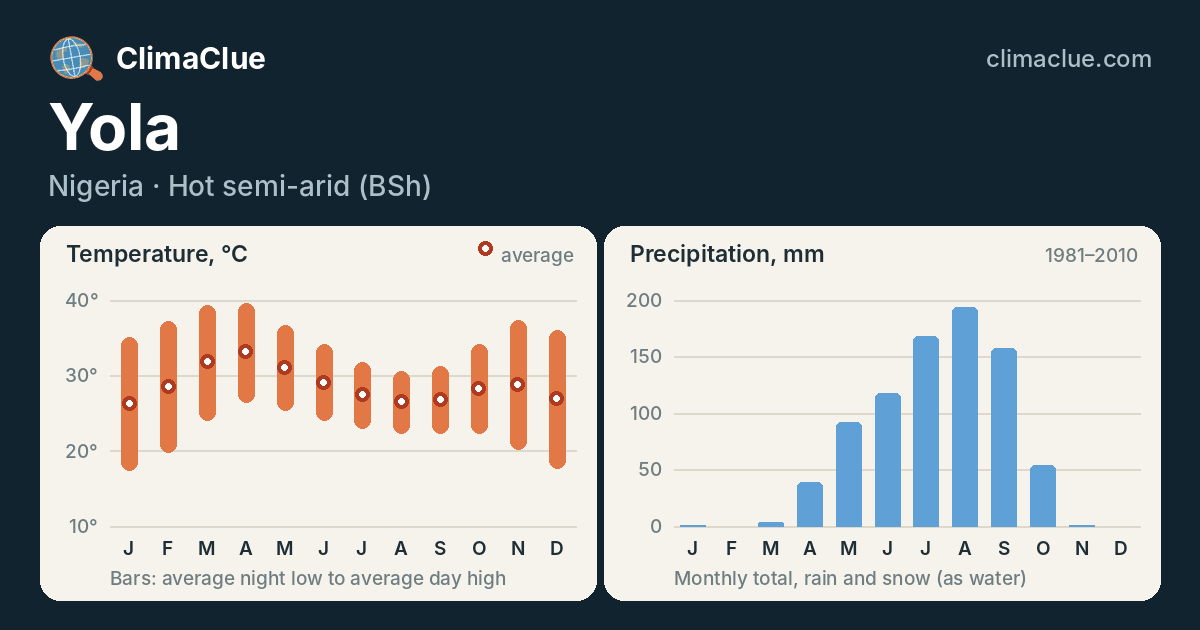 ClimaClue
climaclue.com
Yola
Nigeria · Hot semi-arid (BSh)
Temperature, °C
average
40°
30°
20°
10°
J F M A M J J A S O N D
Bars: average night low to average day high
Precipitation, mm
1981–2010
200
150
100
50
0
J F M A M J J A S O N D
Monthly total, rain and snow (as water)